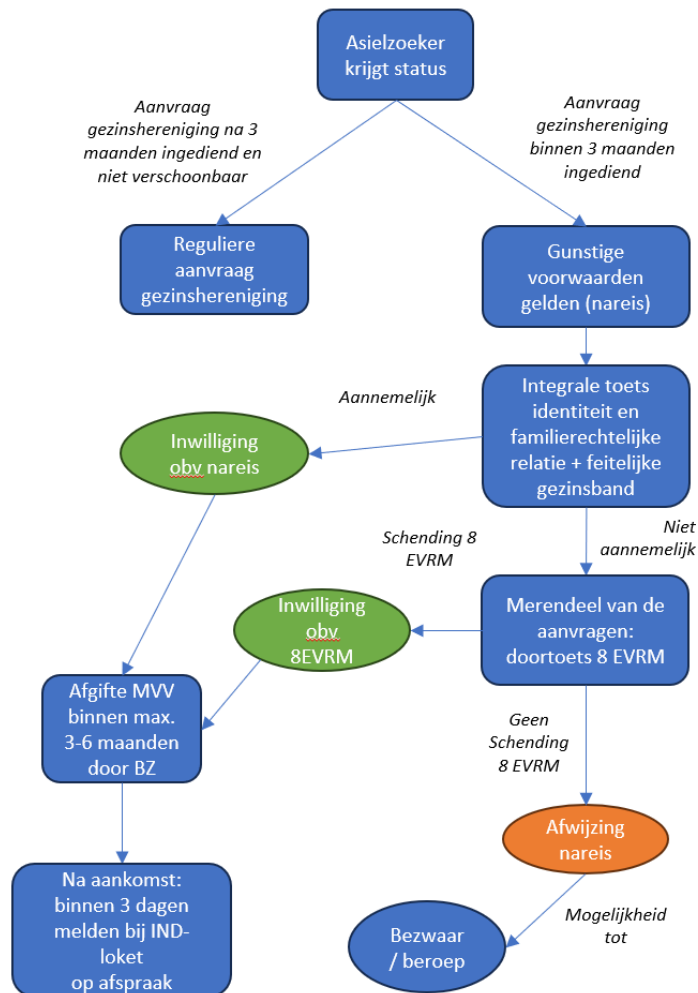 Asielzoeker
krijgt status
Aanvraag
gezinshereniging na 3
maanden ingediend en
niet verschoonbaar
Aanvraag
gezinshereniging
binnen 3 maanden
ingediend
Reguliere
aanvraag
gezinshereniging
Gunstige
voorwaarden
gelden (nareis)
Aannemelijk
Integrale toets
identiteit en
familierechtelijke
relatie + feitelijke
gezinsband
Inwilliging
obv nareis
Niet
aannemelijk
Schending 8
EVRM
Merendeel van de
aanvragen:
doortoets 8 EVRM
Inwilliging
obv
8EVRM
Afgifte MVV
binnen max.
3-6 maanden
door BZ
Geen
Schending
8 EVRM
Afwijzing
nareis
Na aankomst:
binnen 3 dagen
melden bij IND-
loket
op afspraak
Mogelijkheid
tot
Bezwaar
/ beroep